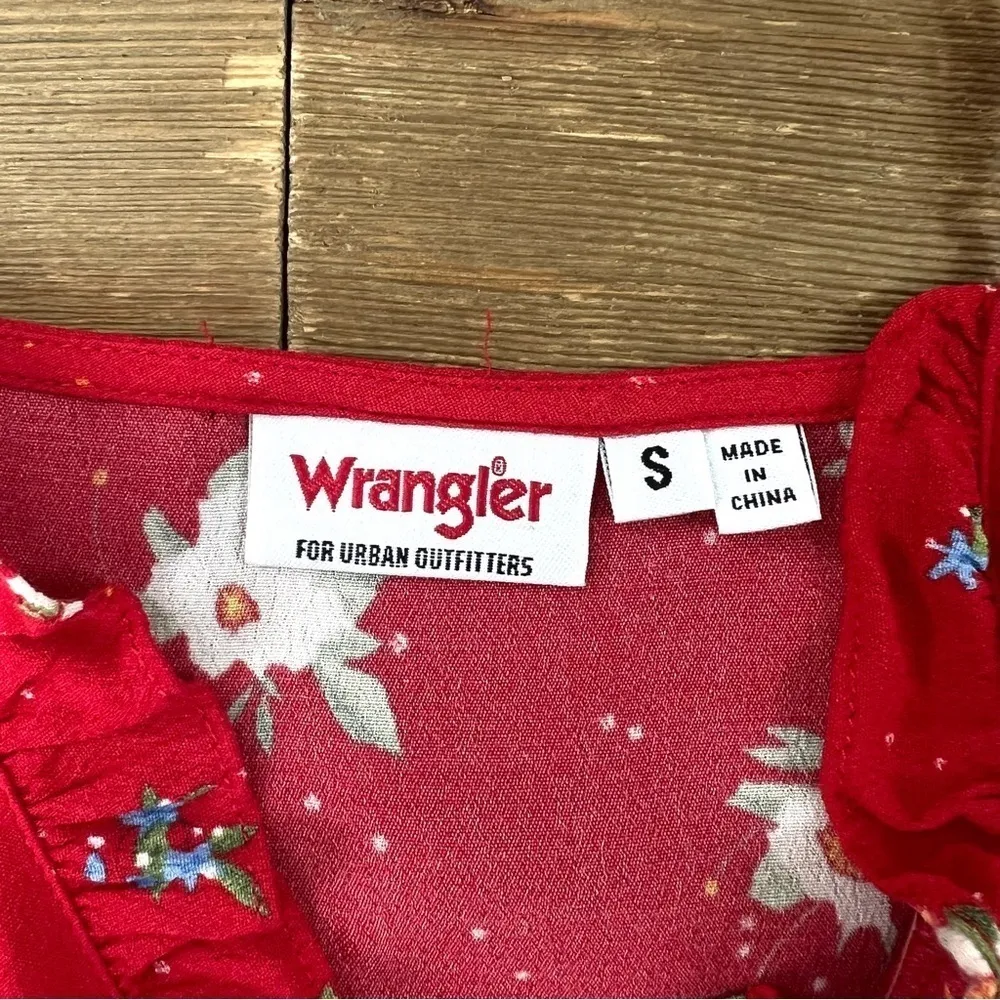 Wrangler®
FOR URBAN OUTFITTERS
S
MADE
IN
CHINA